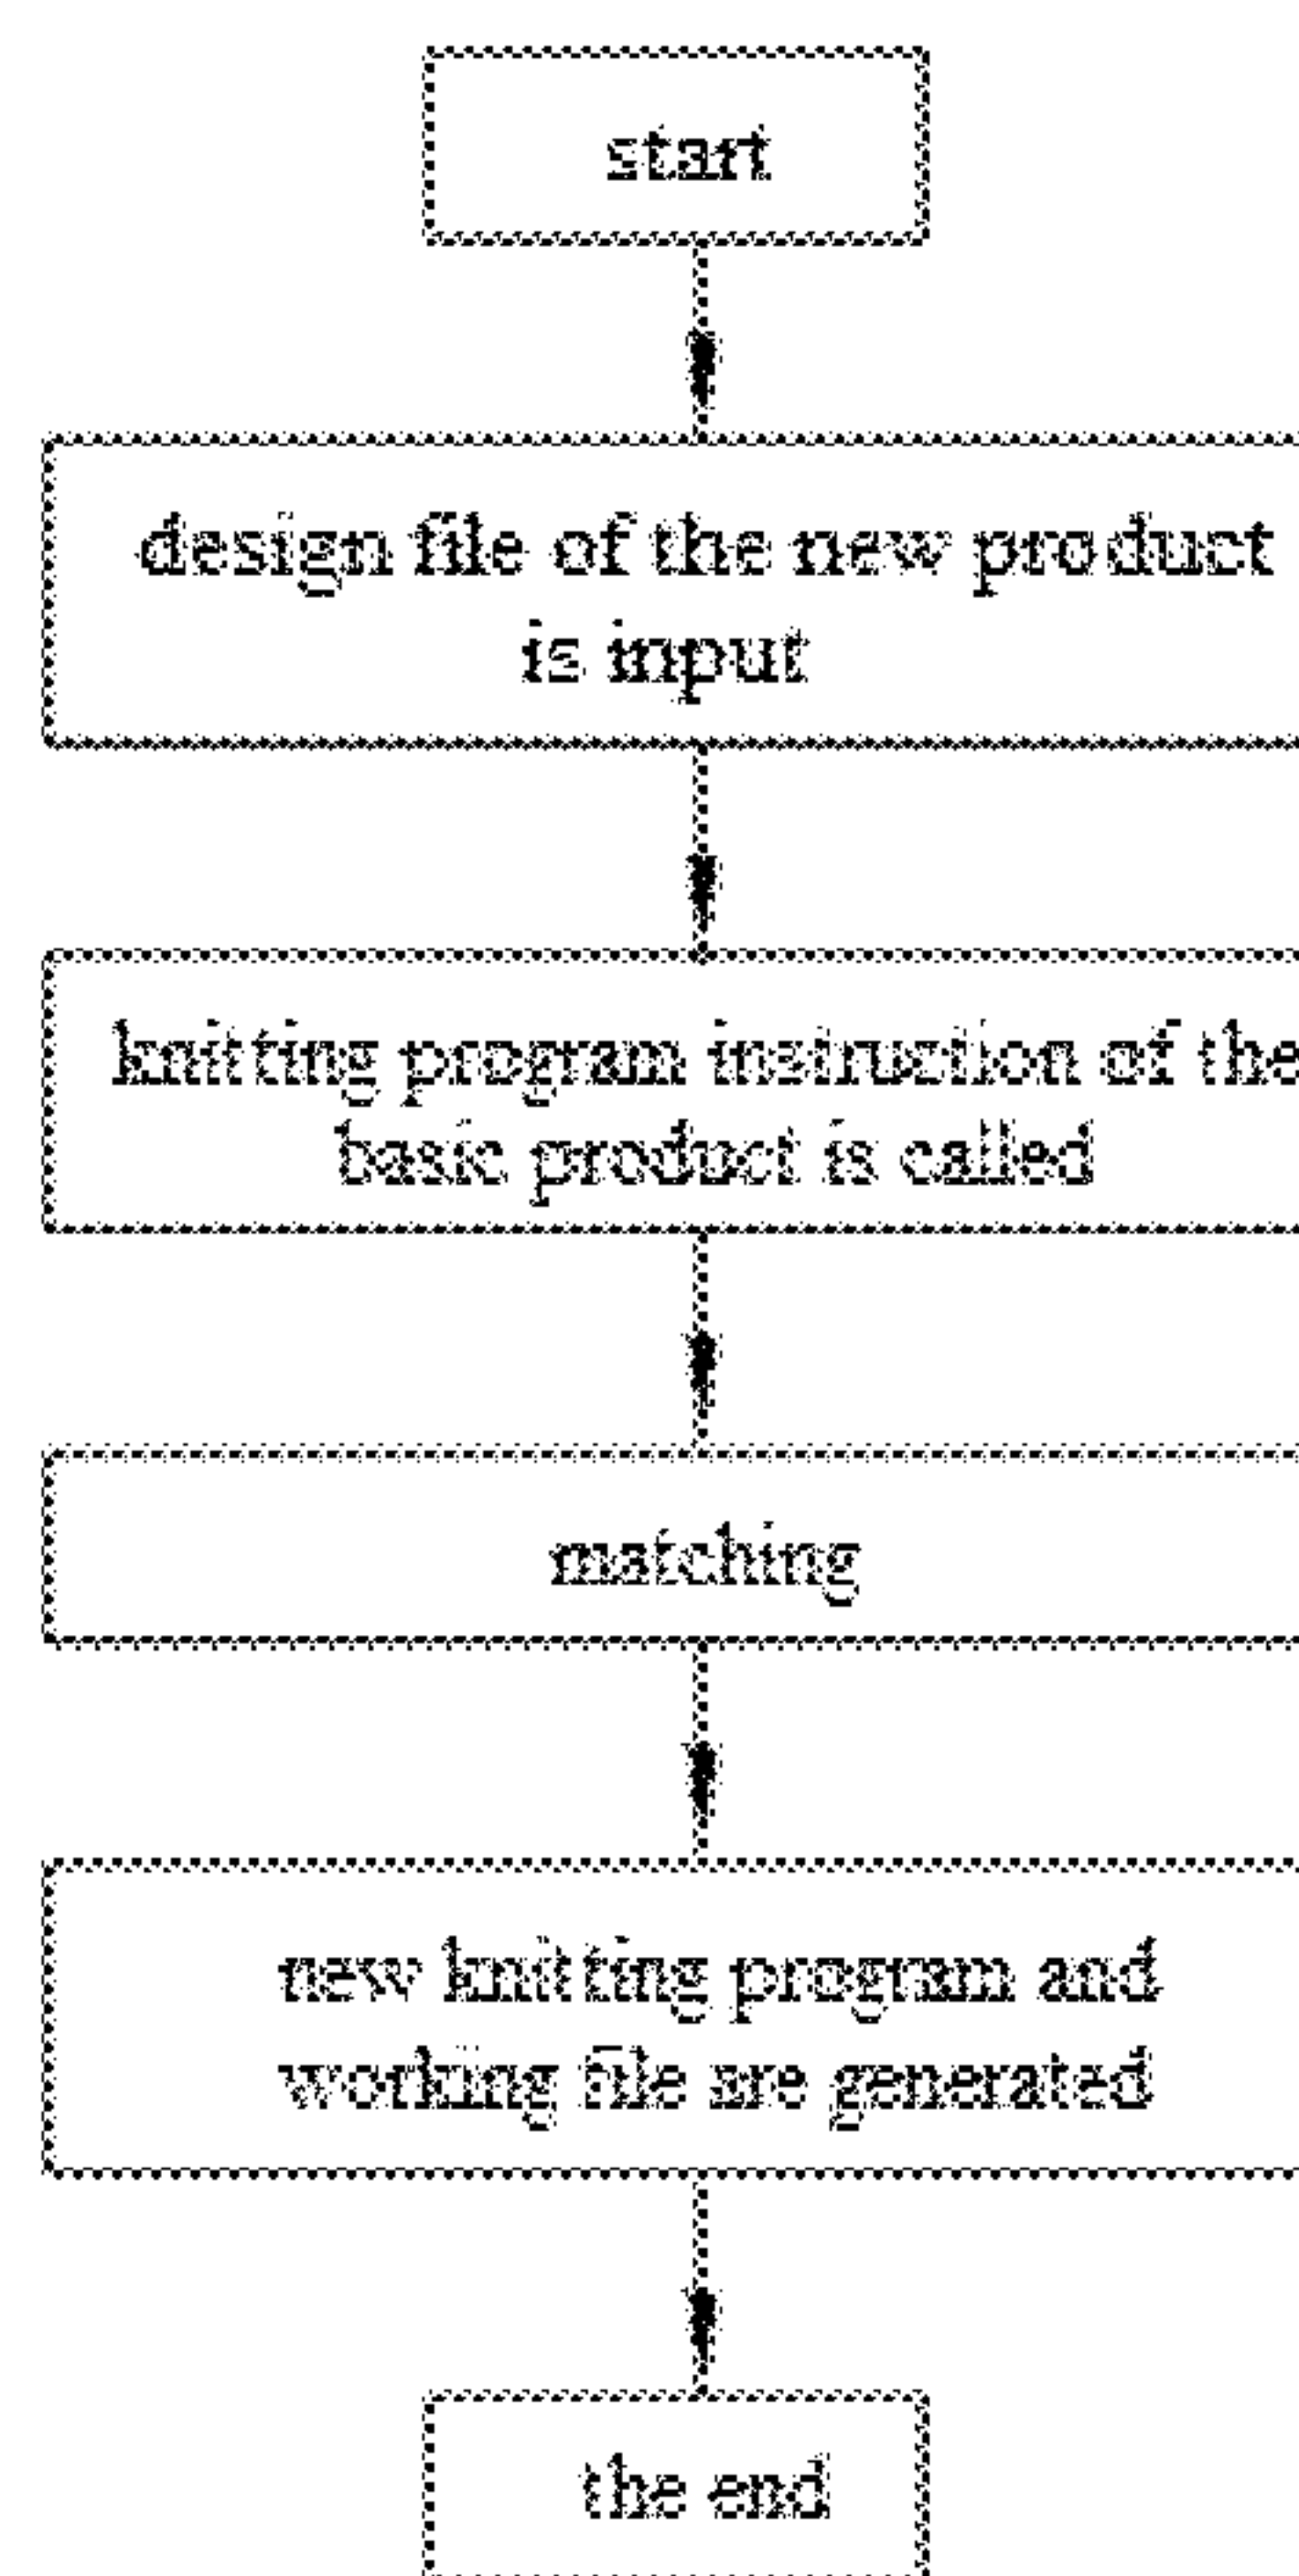 start
design file of the new product
is input
knitting program instruction of the
basic product is called
matching
new knitting program and
working file are generated
the end